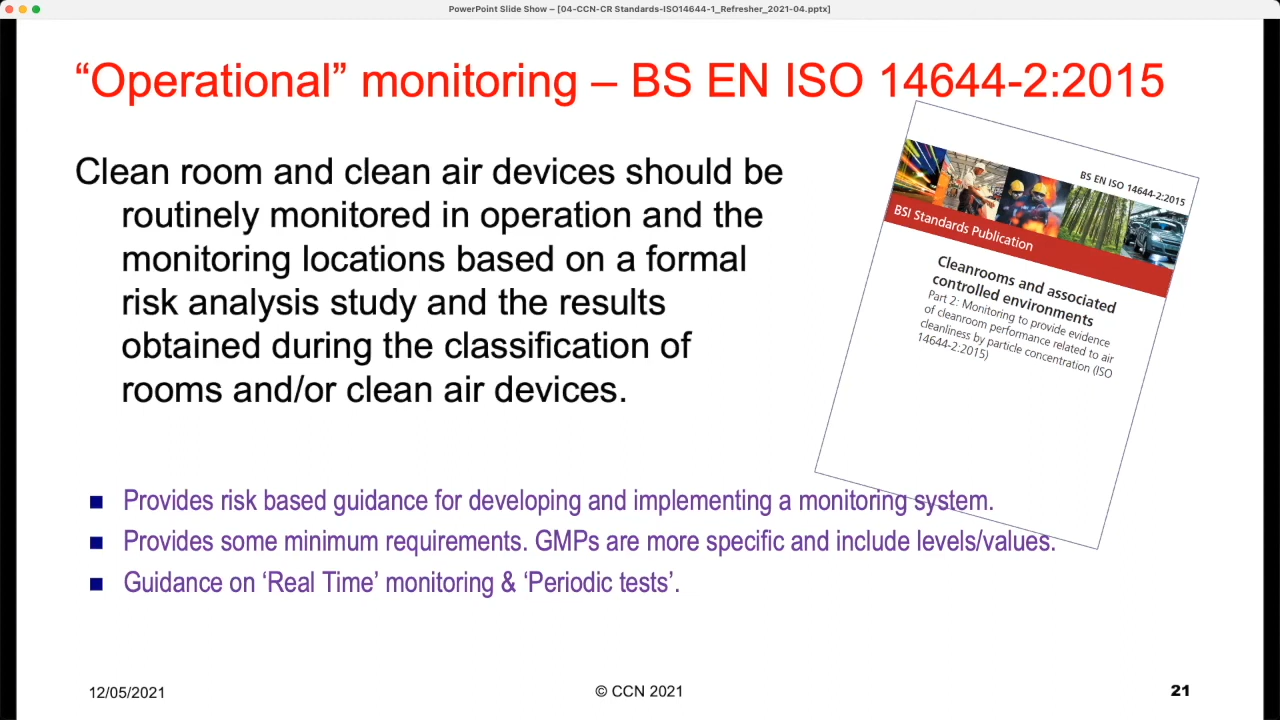 PowerPoint Slide Show – [04-CCN-CR Standards-ISO14644-1_Refresher_2021-04.pptx]
“Operational” monitoring – BS EN ISO 14644-2:2015
Clean room and clean air devices should be
routinely monitored in operation and the
monitoring locations based on a formal
risk analysis study and the results
obtained during the classification of
rooms and/or clean air devices.
BS EN ISO 14644-2:2015
BSI Standards Publication
Cleanrooms and associated
controlled environments
Part 2: Monitoring to provide evidence
of cleanroom performance related to air
cleanliness by particle concentration (ISO
14644-2:2015)
Provides risk based guidance for developing and implementing a monitoring system.
Provides some minimum requirements. GMPs are more specific and include levels/values.
Guidance on ‘Real Time’ monitoring & ‘Periodic tests’.
12/05/2021
© CCN 2021
21